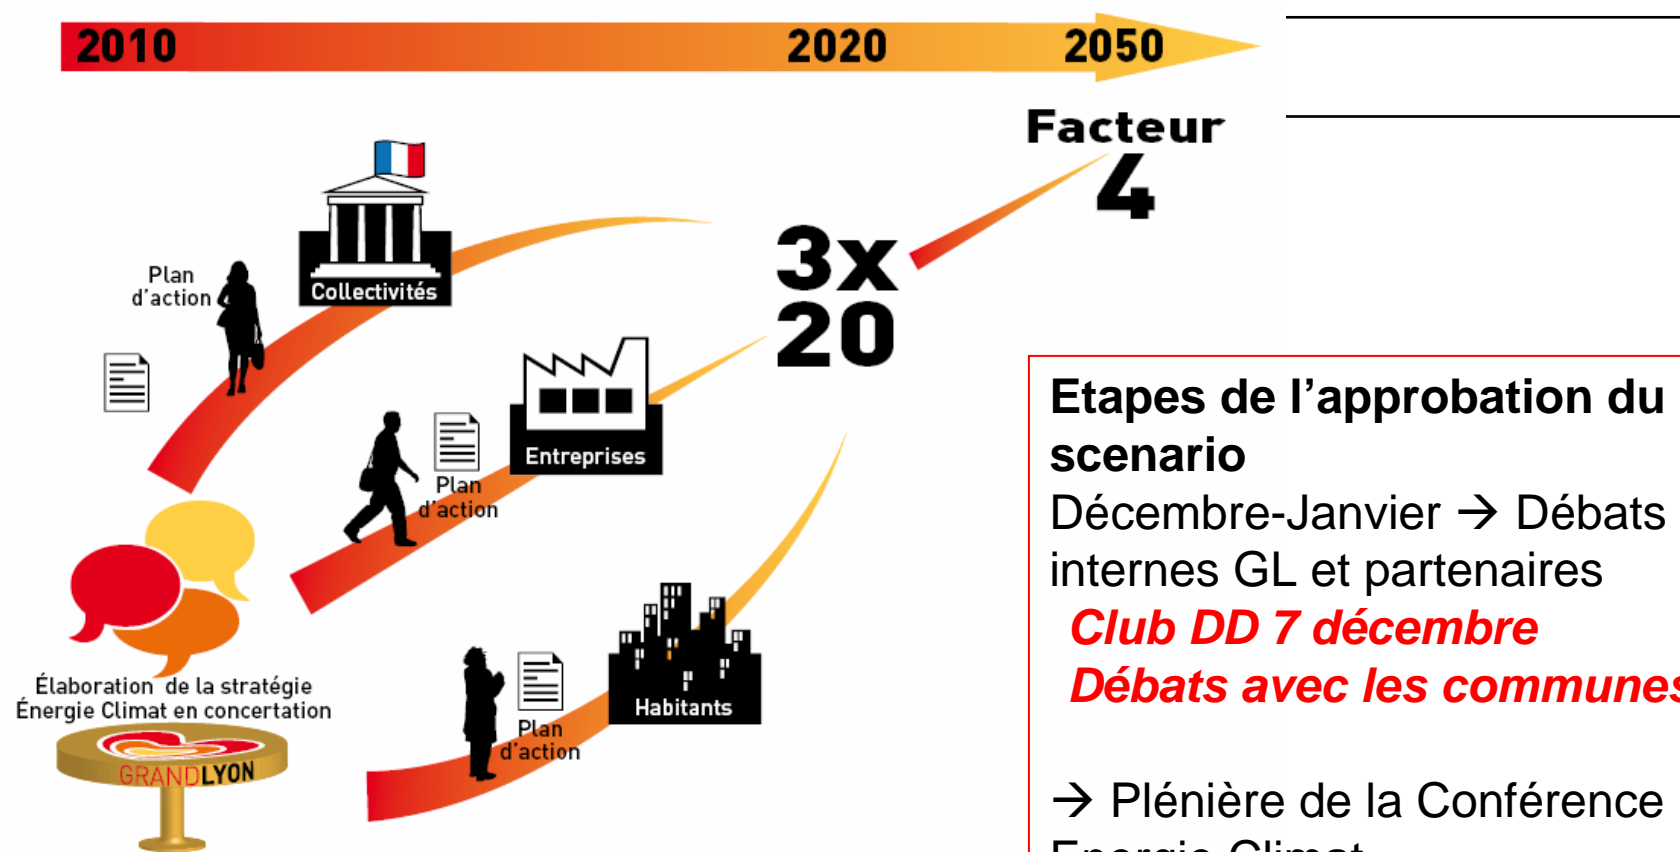 2010
2020
2050
Facteur
4
3x
20
Collectivités
Plan
d'action
Entreprises
Plan
d'action
Habitants
Plan
d'action
Élaboration de la stratégie
Énergie Climat en concertation
GRANDLYON
Etapes de l’approbation du
scenario
Décembre-Janvier → Débats
internes GL et partenaires
Club DD 7 décembre
Débats avec les communes
→ Plénière de la Conférence
Energie Climat